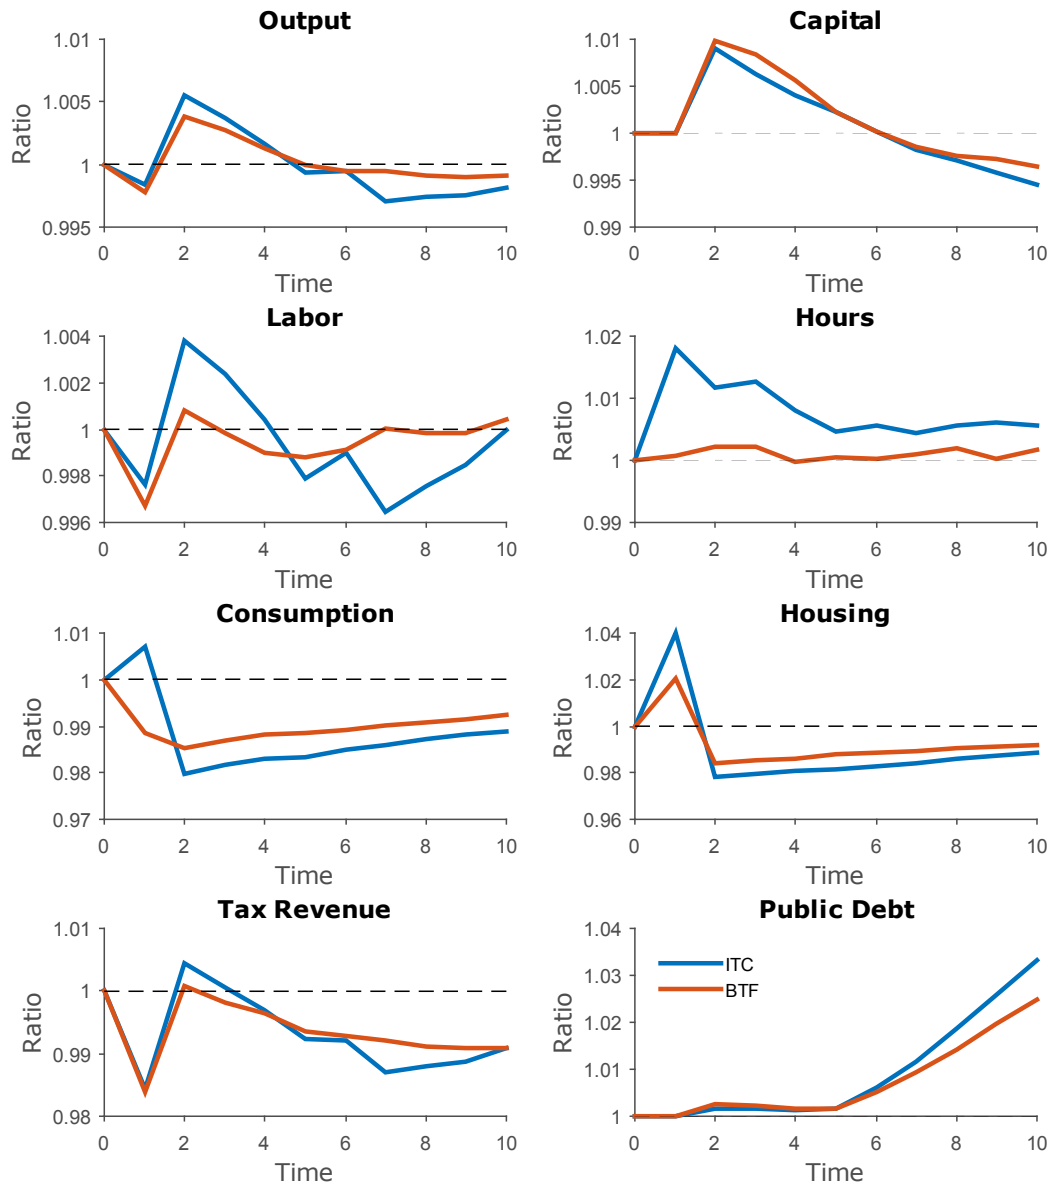 Output
1.01
1.005
1
0.995
Ratio
0 2 4 6 8 10
Time
Capital
1.01
1.005
1
0.995
0.99
Ratio
0 2 4 6 8 10
Time
Labor
1.004
1.002
1
0.998
0.996
Ratio
0 2 4 6 8 10
Time
Hours
1.02
1.01
1
0.99
Ratio
0 2 4 6 8 10
Time
Consumption
1.01
1
0.99
0.98
0.97
Ratio
0 2 4 6 8 10
Time
Housing
1.04
1.02
1
0.98
0.96
Ratio
0 2 4 6 8 10
Time
Tax Revenue
1.01
1
0.99
0.98
Ratio
0 2 4 6 8 10
Time
Public Debt
1.04
1.03
1.02
1.01
1
Ratio
ITC
BTF
0 2 4 6 8 10
Time